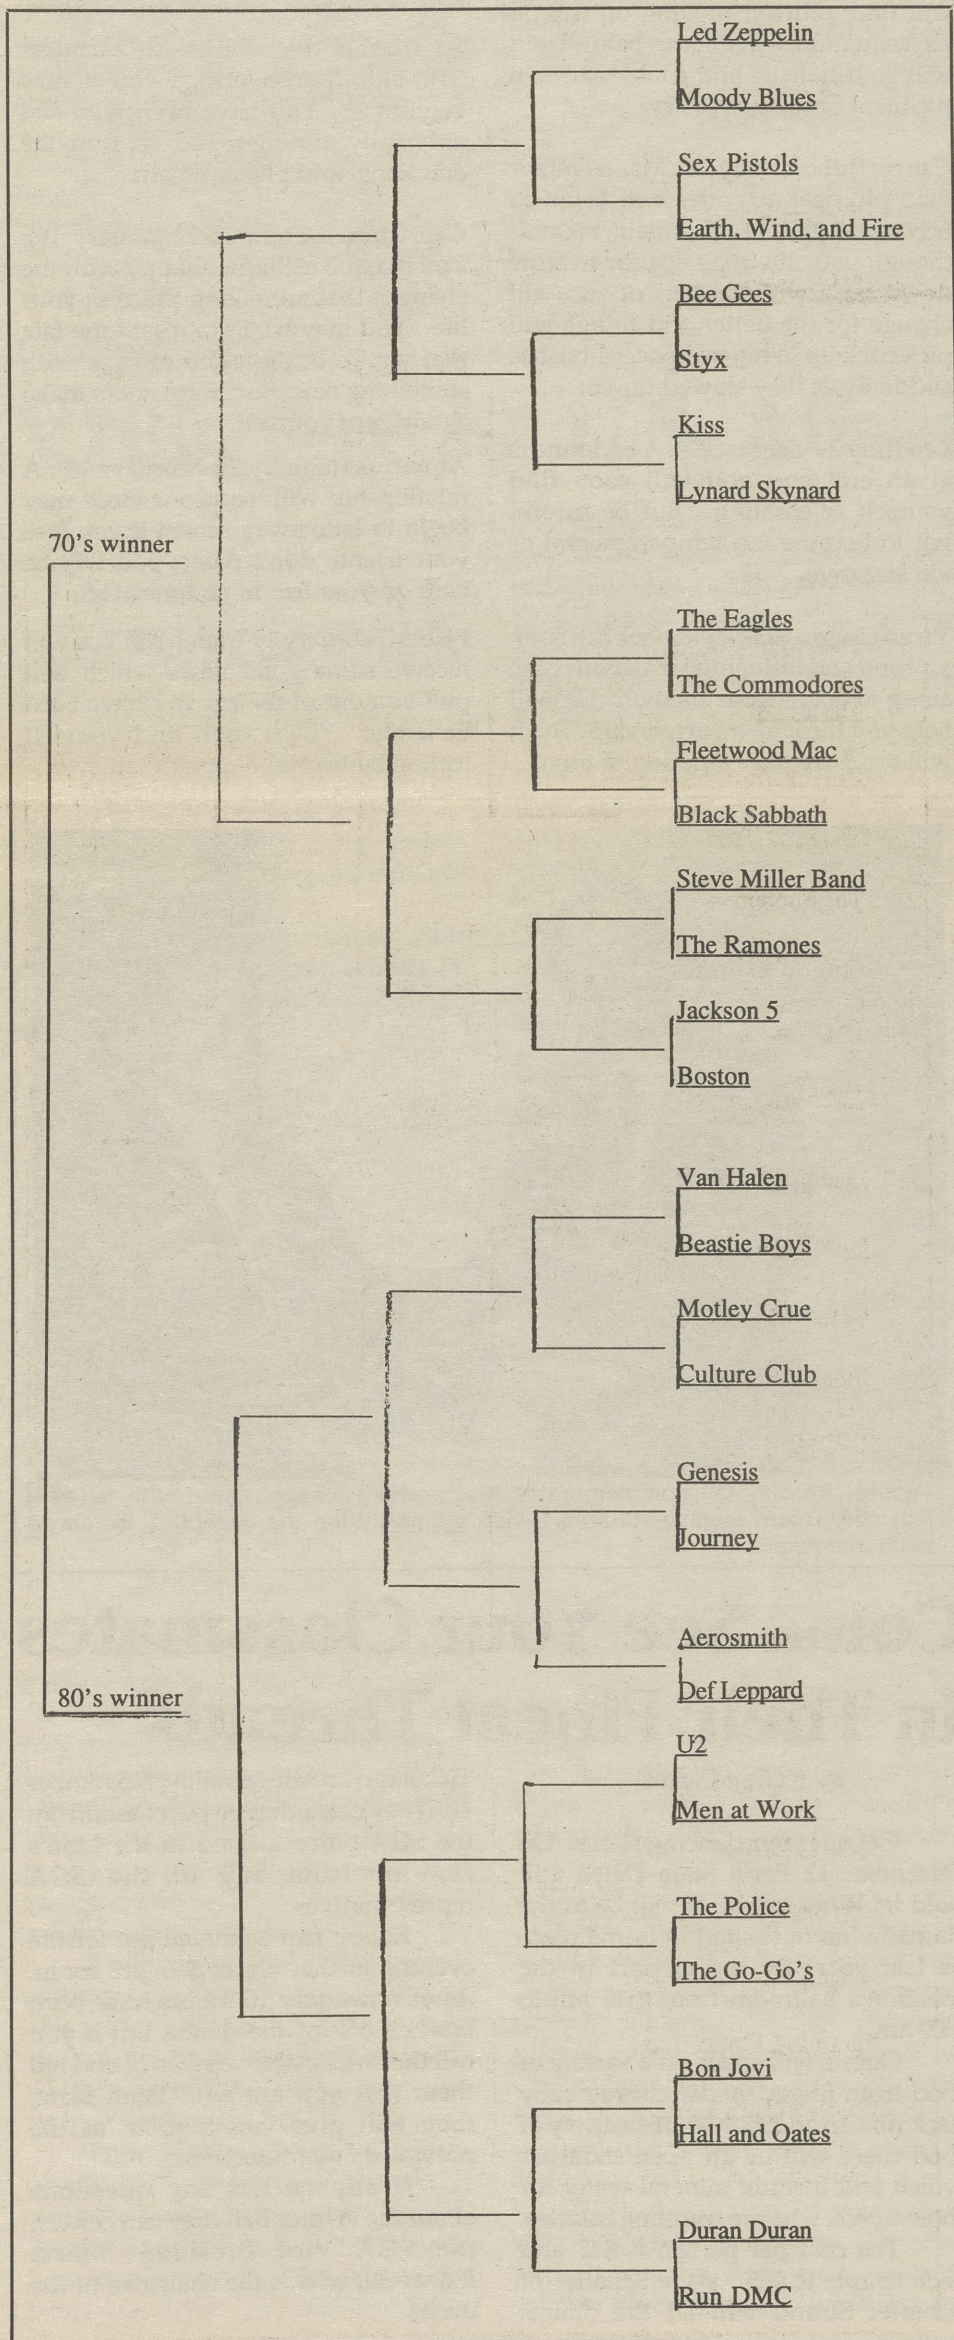 Led Zeppelin
Moody Blues
Sex Pistols
Earth, Wind, and Fire
Bee Gees
Styx
Kiss
Lynard Skynard
70's winner
The Eagles
The Commodores
Fleetwood Mac
Black Sabbath
Steve Miller Band
The Ramones
Jackson 5
Boston
Van Halen
Beastie Boys
Motley Crue
Culture Club
Genesis
Journey
Aerosmith
Def Leppard
80's winner
U2
Men at Work
The Police
The Go-Go's
Bon Jovi
Hall and Oates
Duran Duran
Run DMC